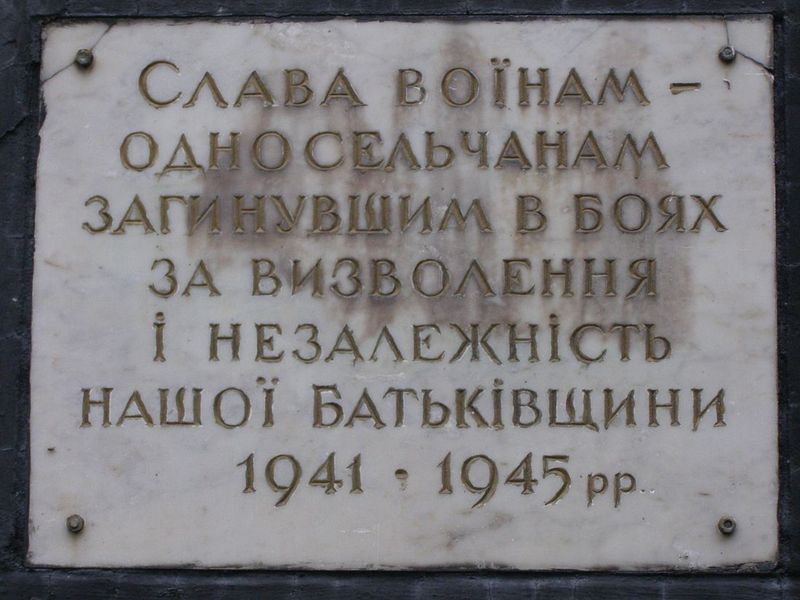 СЛАВА ВОЇНАМ -
ОДНОСЕЛЬЧАНАМ
ЗАГИНУВШИМ В БОЯХ
ЗА ВИЗВОЛЕННЯ
І НЕЗАЛЕЖНІСТЬ
НАШОЇ БАТЬКІВЩИНИ
1941 · 1945 рр.